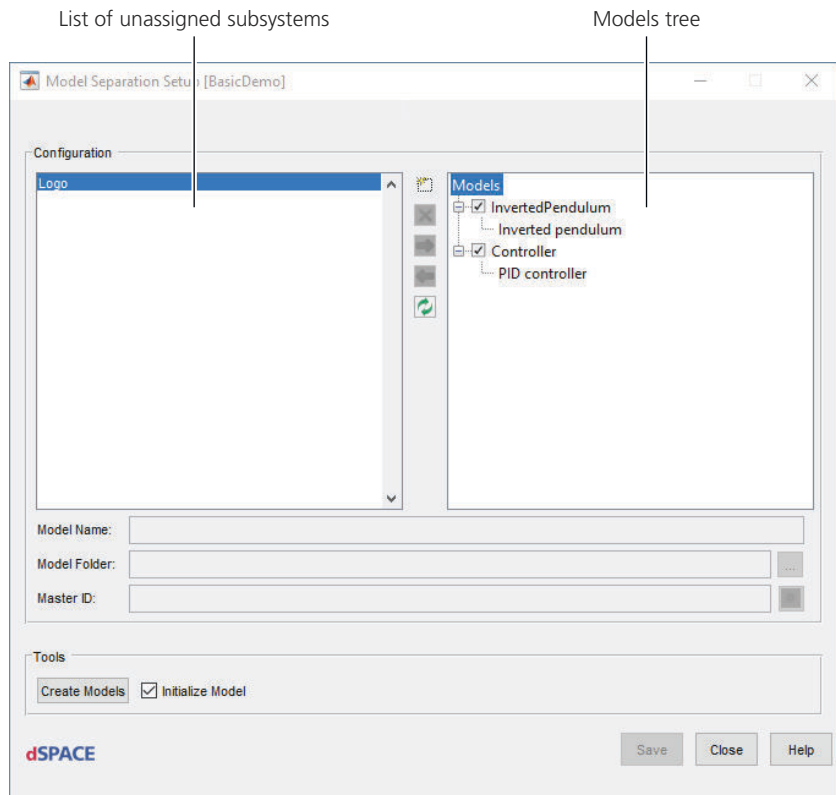 List of unassigned subsystems
Models tree
Model Separation Setup [BasicDemo]
Configuration
Logo
Models
InvertedPendulum
Inverted pendulum
Controller
PID controller
Model Name:
Model Folder:
...
Master ID:
Tools
Create Models
Initialize Model
dSPACE
Save
Close
Help